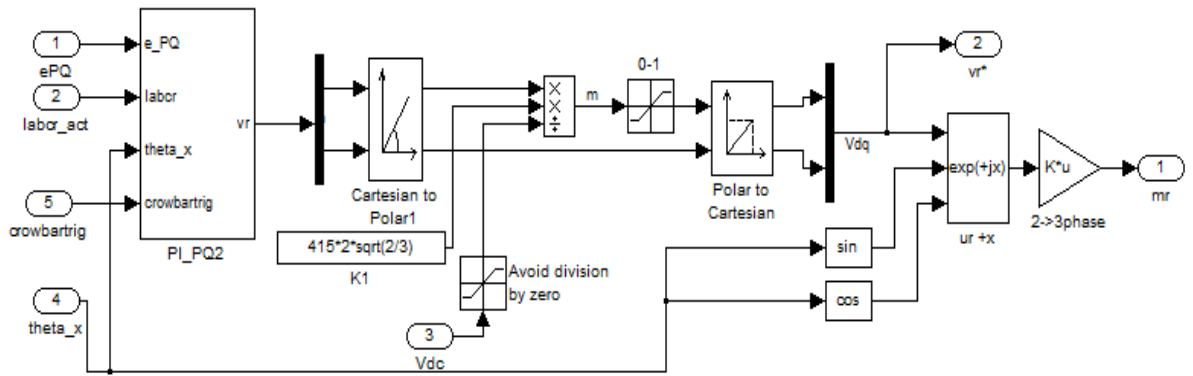 1
ePQ
2
Iabcr_act
5
crowbartrig
4
theta_x
e_PQ
Iabcr
theta_x
crowbartrig
vr
PI_PQ2
Cartesian to
Polar1
415*2*sqrt(2/3)
K1
Avoid division
by zero
3
Vdc
×
×
÷
m
0-1
Polar to
Cartesian
Vdq
2
vr*
sin
cos
exp(+jx)
ur +x
K*u
2->3phase
1
mr